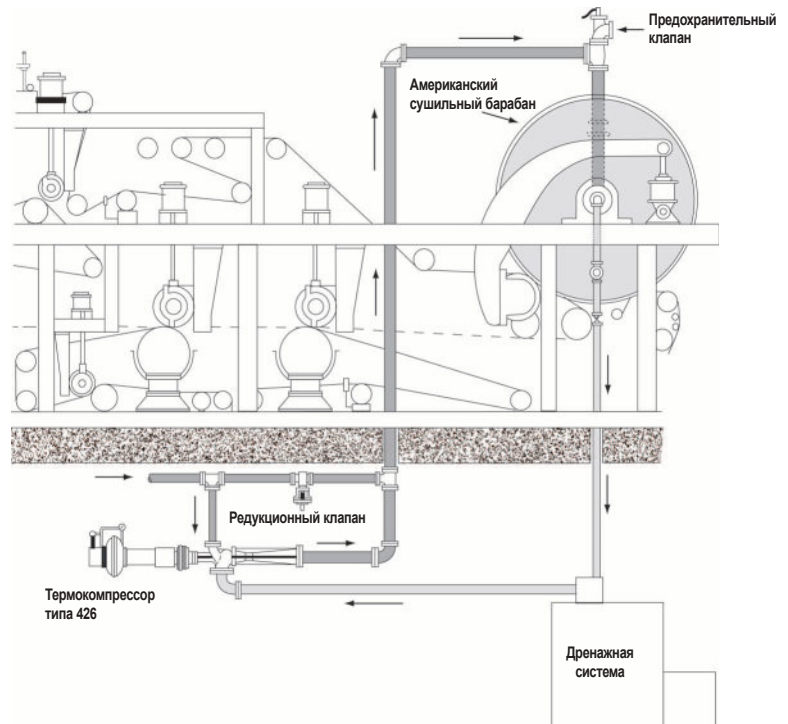 Предохранительный
клапан
Американский
сушильный барабан
Редукционный клапан
Термокомпрессор
типа 426
Дренажная
система